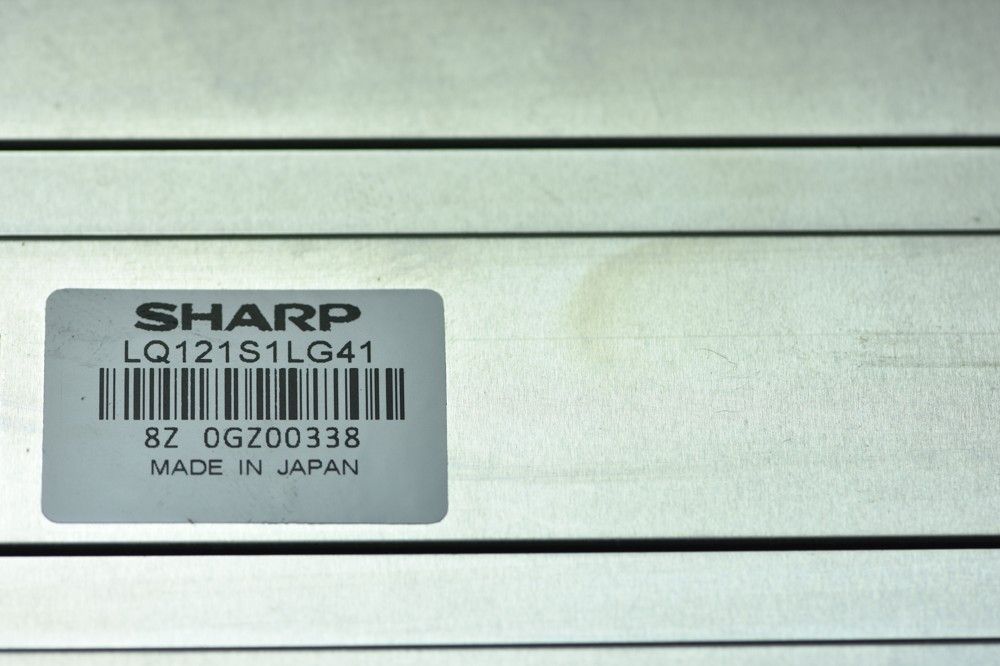 SHARP
LQ121S1LG41
8Z 0GZ00338
MADE IN JAPAN